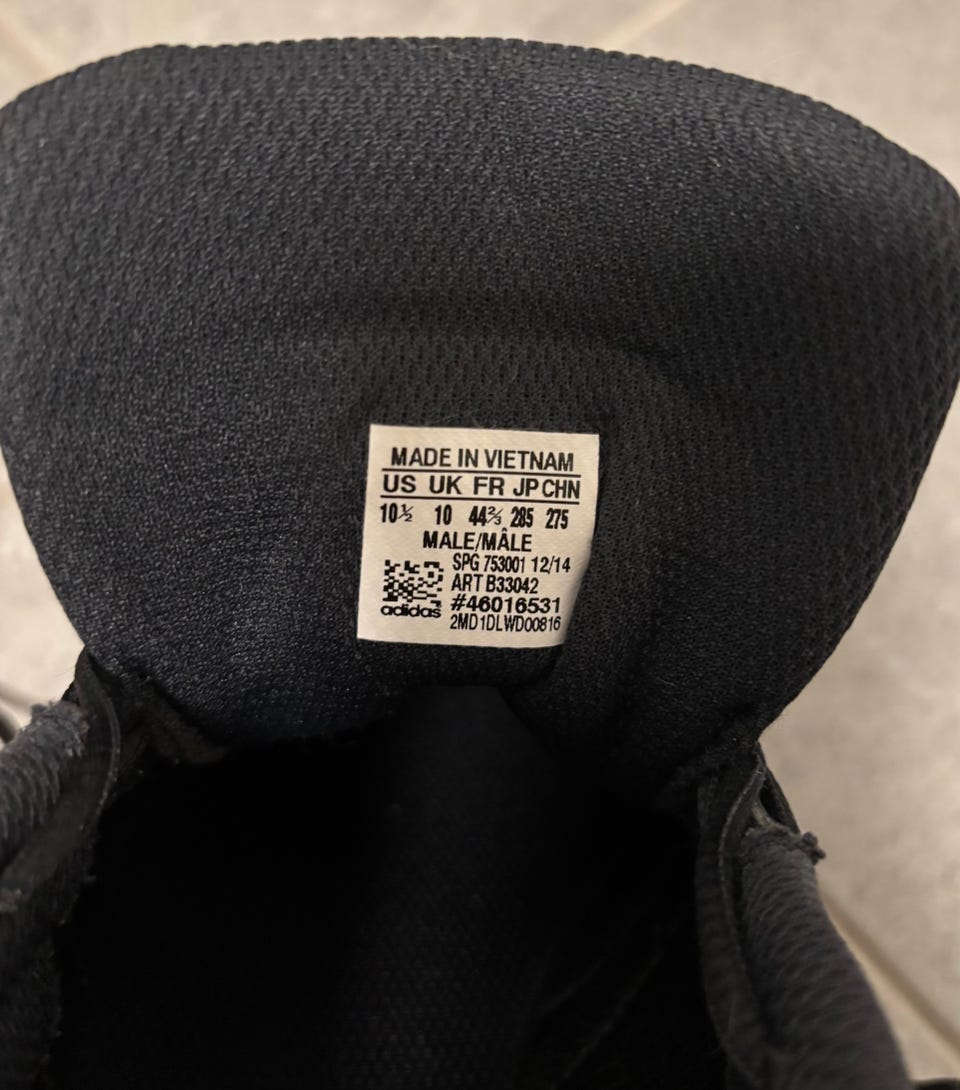 MADE IN VIETNAM
US UK FR JP CHN
10½ 10 44⅔ 285 275
MALE/MÂLE
SPG 753001 12/14
ART B33042
#46016531
adidas
2MD1DLWD00816